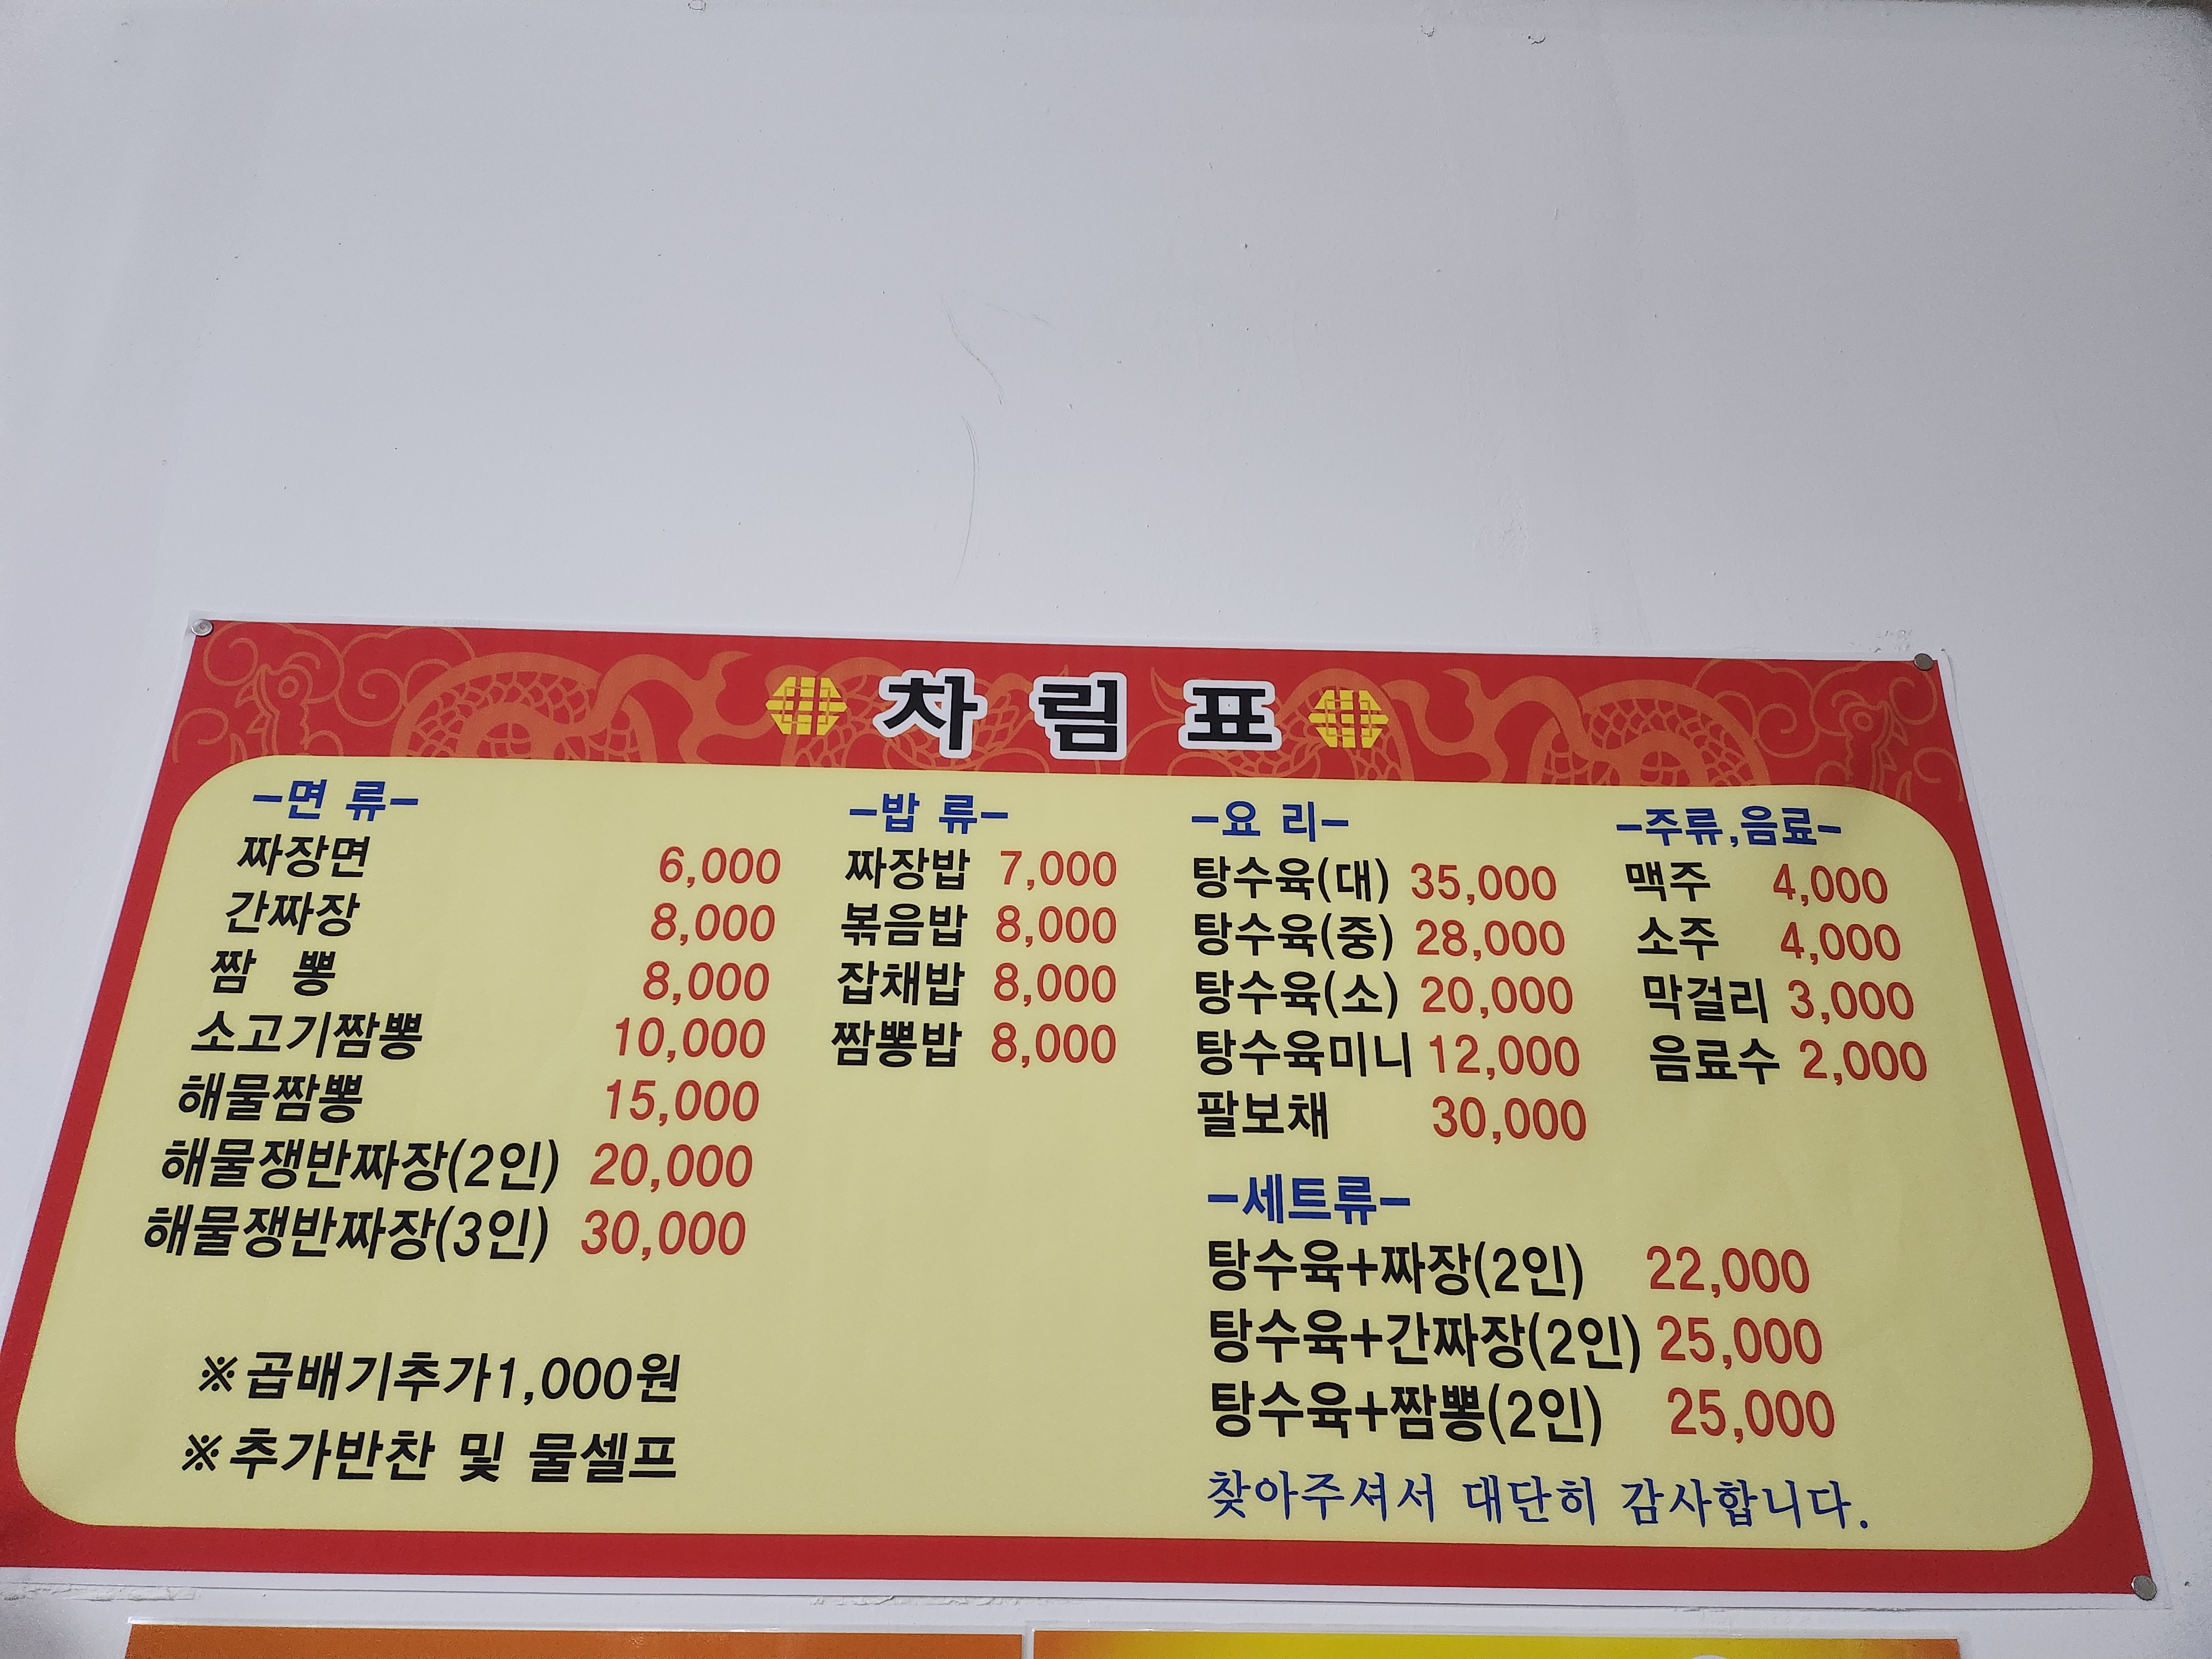 차 림 표
-면 류-
짜장면 6,000
간짜장 8,000
짬 뽕 8,000
소고기짬뽕 10,000
해물짬뽕 15,000
해물쟁반짜장(2인) 20,000
해물쟁반짜장(3인) 30,000
※곱배기추가1,000원
※추가반찬 및 물셀프
-밥 류-
짜장밥 7,000
볶음밥 8,000
잡채밥 8,000
짬뽕밥 8,000
-요 리-
탕수육(대) 35,000
탕수육(중) 28,000
탕수육(소) 20,000
탕수육미니 12,000
팔보채 30,000
-주류,음료-
맥주 4,000
소주 4,000
막걸리 3,000
음료수 2,000
-세트류-
탕수육+짜장(2인) 22,000
탕수육+간짜장(2인) 25,000
탕수육+짬뽕(2인) 25,000
찾아주셔서 대단히 감사합니다.